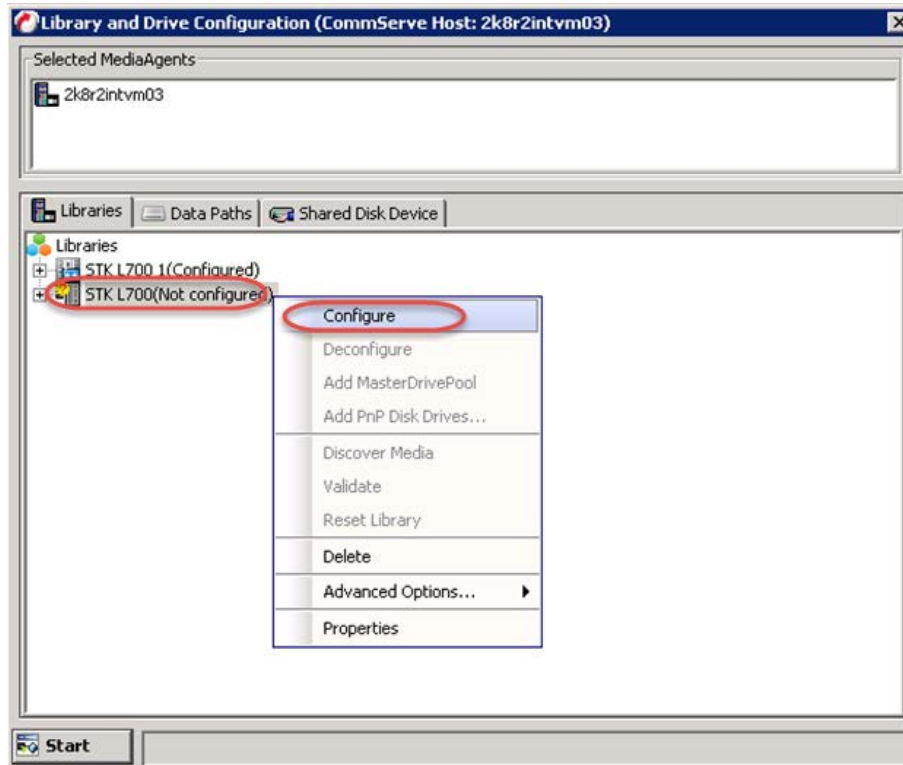 Library and Drive Configuration (CommServe Host: 2k8r2intvm03)
Selected MediaAgents
2k8r2intvm03
Libraries Data Paths Shared Disk Device
Libraries
STK L700 1(Configured)
STK L700(Not configured)
Configure
Deconfigure
Add MasterDrivePool
Add PnP Disk Drives...
Discover Media
Validate
Reset Library
Delete
Advanced Options...
Properties
Start